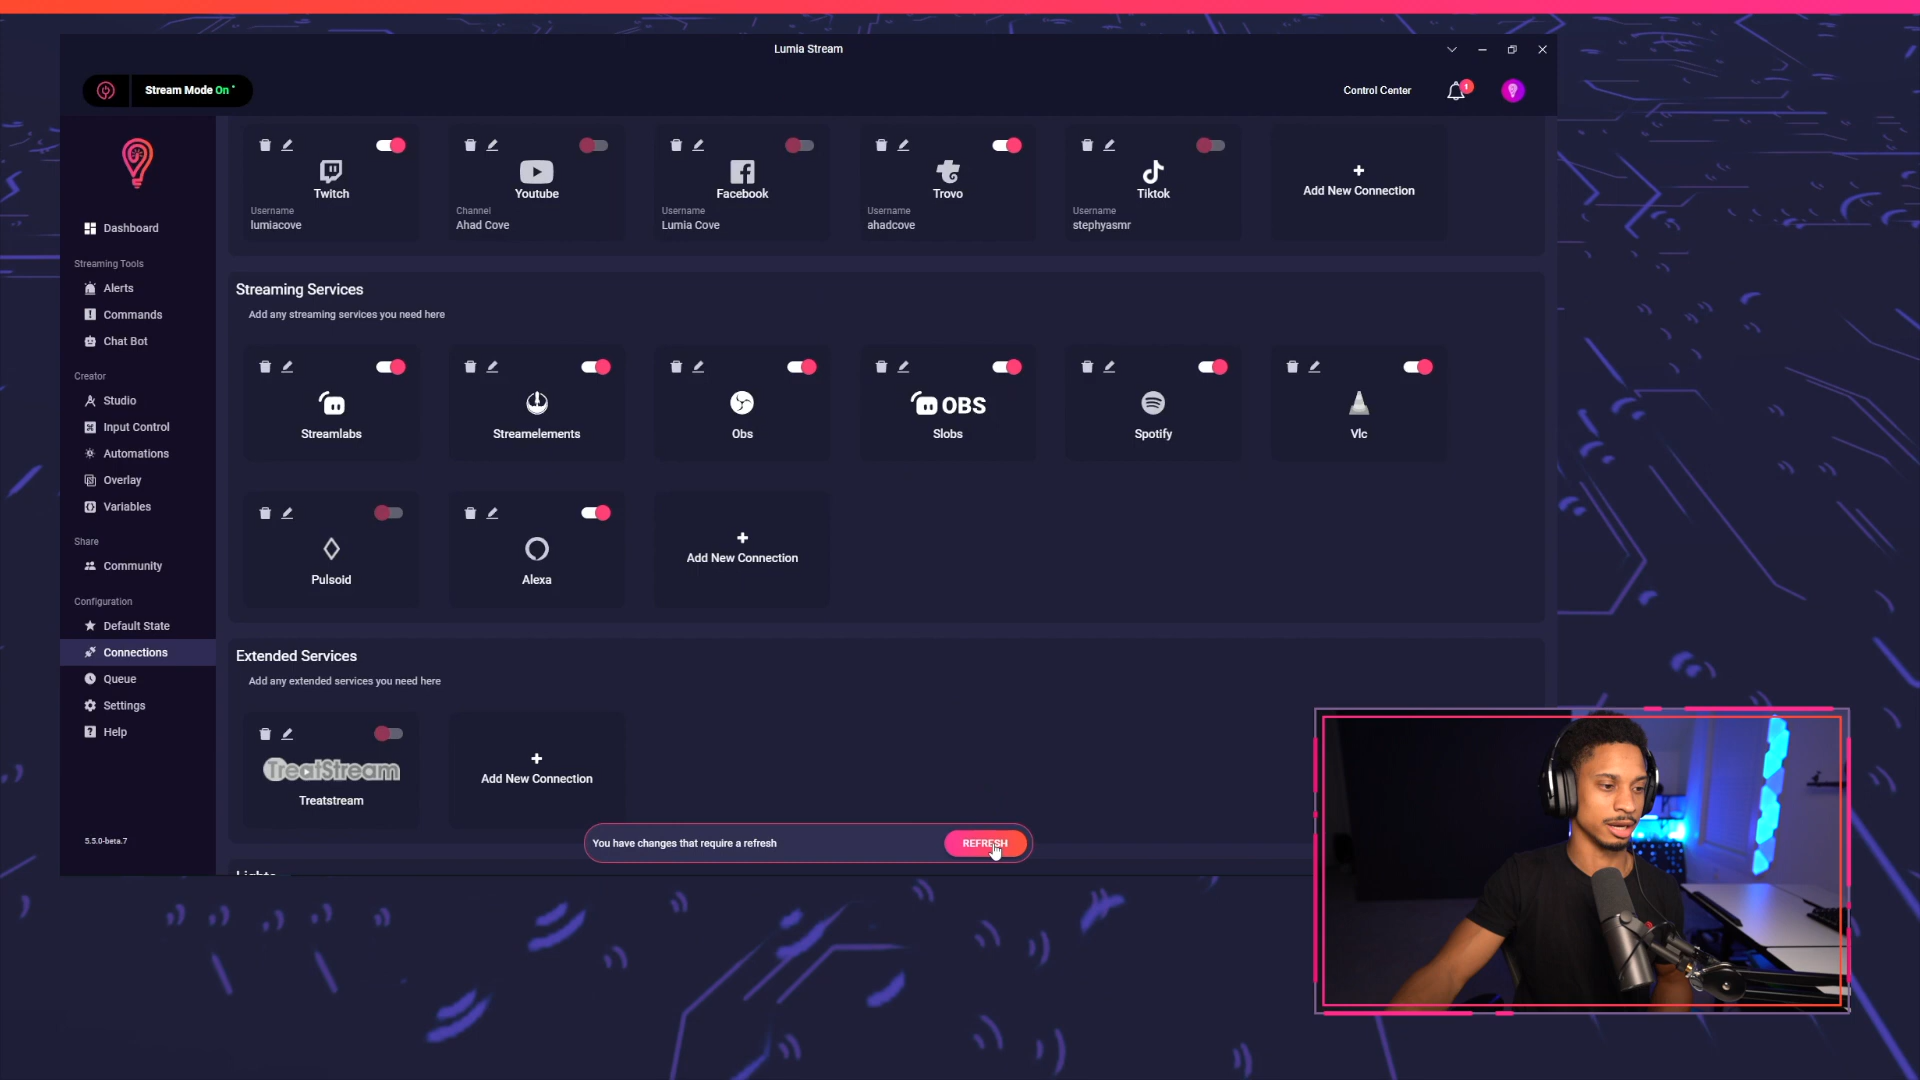 Lumia Stream
Stream Mode On
Control Center
1
Dashboard
Streaming Tools
Alerts
Commands
Chat Bot
Creator
Studio
Input Control
Automations
Overlay
Variables
Share
Community
Configuration
Default State
Connections
Queue
Settings
Help
5.5.0-beta.7
Twitch
Username
lumiacove
Youtube
Channel
Ahad Cove
Facebook
Username
Lumia Cove
Trovo
Username
ahadcove
Tiktok
Username
stephyasmr
Add New Connection
Streaming Services
Add any streaming services you need here
Streamlabs
Streamelements
Obs
OBS
Slobs
Spotify
Vlc
Pulsoid
Alexa
Add New Connection
Extended Services
Add any extended services you need here
TreatStream
Treatstream
Add New Connection
You have changes that require a refresh
REFRESH
Lights